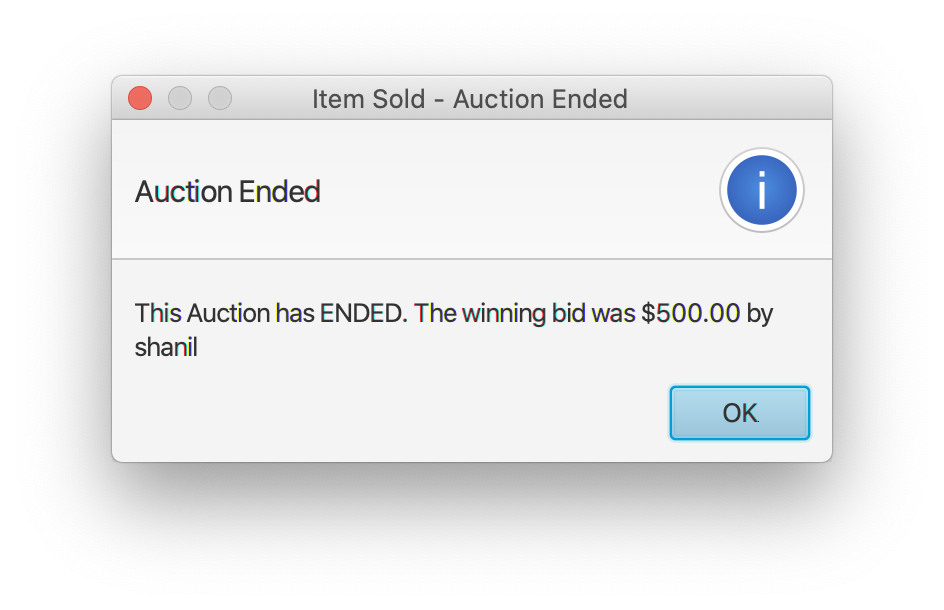 Item Sold - Auction Ended
Auction Ended
This Auction has ENDED. The winning bid was $500.00 by
shanil
OK